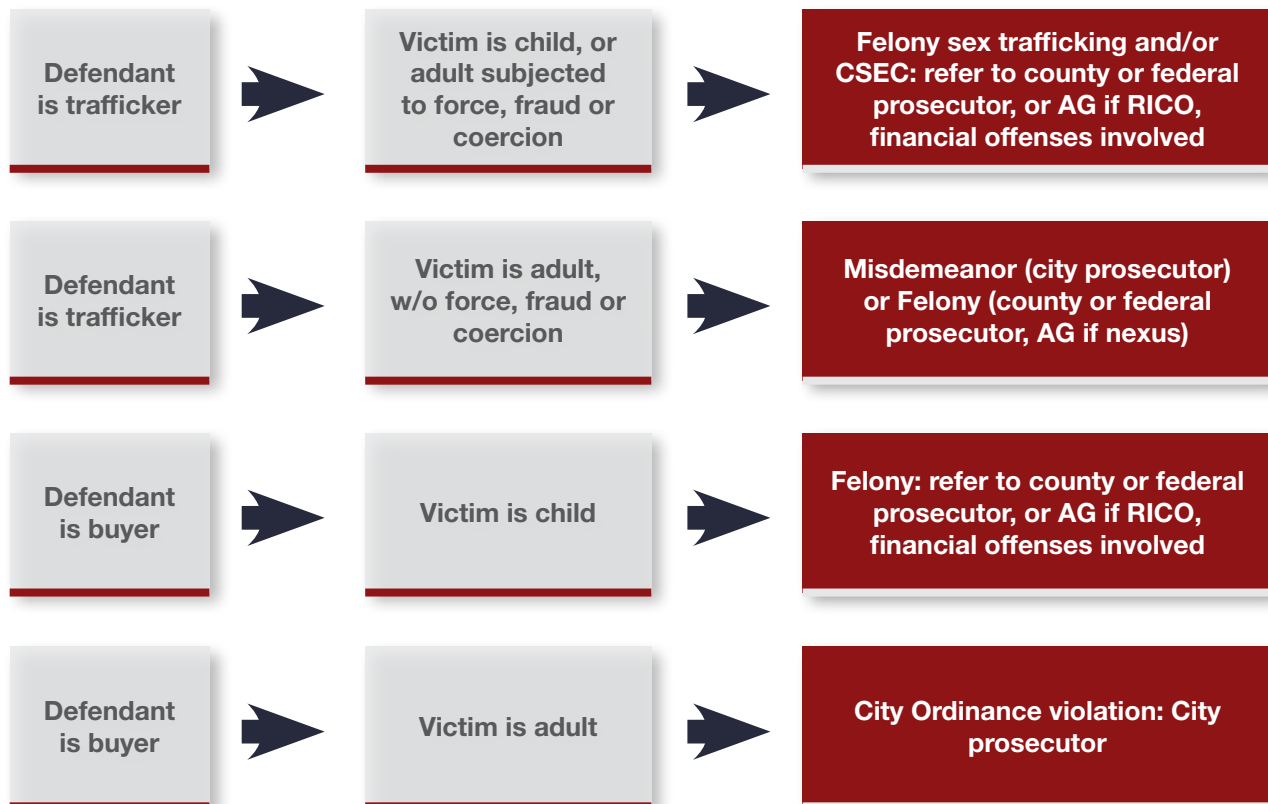 Defendant
is trafficker
Victim is child, or
adult subjected
to force, fraud or
coercion
Felony sex trafficking and/or
CSEC: refer to county or federal
prosecutor, or AG if RICO,
financial offenses involved
Defendant
is trafficker
Victim is adult,
w/o force, fraud or
coercion
Misdemeanor (city prosecutor)
or Felony (county or federal
prosecutor, AG if nexus)
Defendant
is buyer
Victim is child
Felony: refer to county or federal
prosecutor, or AG if RICO,
financial offenses involved
Defendant
is buyer
Victim is adult
City Ordinance violation: City
prosecutor